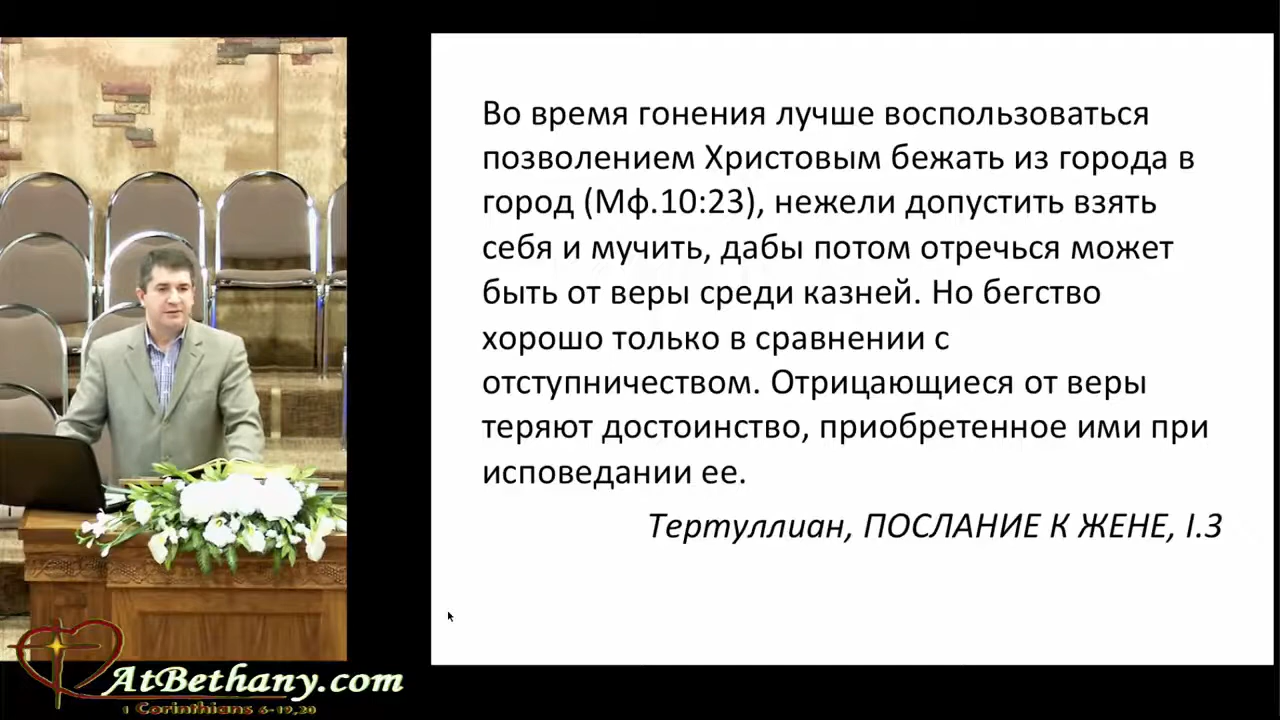 Во время гонения лучше воспользоваться
позволением Христовым бежать из города в
город (Мф.10:23), нежели допустить взять
себя и мучить, дабы потом отречься может
быть от веры среди казней. Но бегство
хорошо только в сравнении с
отступничеством. Отрицающиеся от веры
теряют достоинство, приобретенное ими при
исповедании ее.
Тертуллиан, ПОСЛАНИЕ К ЖЕНЕ, I.3
AtBethany.com
1 Corinthians 6-19,20